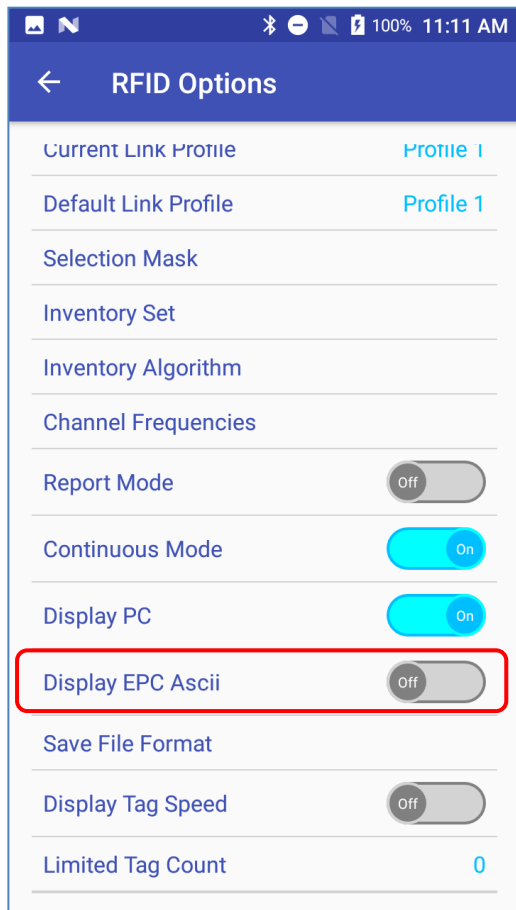 100% 11:11 AM
RFID Options
Current Link Profile Profile 1
Default Link Profile Profile 1
Selection Mask
Inventory Set
Inventory Algorithm
Channel Frequencies
Report Mode Off
Continuous Mode On
Display PC On
Display EPC Ascii Off
Save File Format
Display Tag Speed Off
Limited Tag Count 0